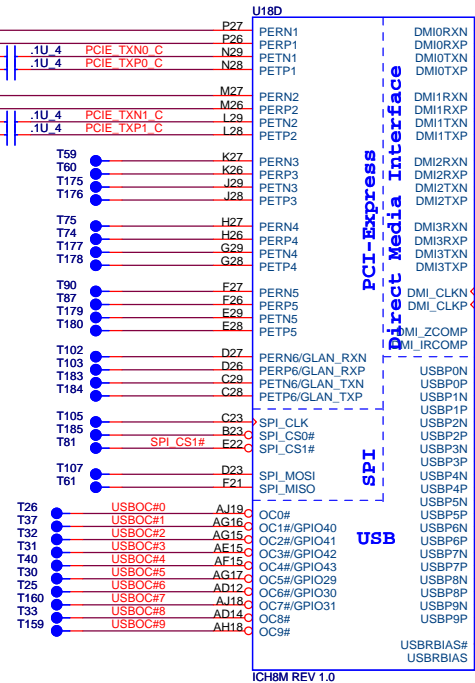 U18D
P27 PERN1 DMI0RXN
P26 PERP1 DMI0RXP
.1U_4 PCIE_TXN0_C N29 PETN1 DMI0TXN
.1U_4 PCIE_TXP0_C N28 PETP1 DMI0TXP
M27 PERN2 DMI1RXN
M26 PERP2 DMI1RXP
.1U_4 PCIE_TXN1_C L29 PETN2 DMI1TXN
.1U_4 PCIE_TXP1_C L28 PETP2 DMI1TXP
T59 K27 PERN3 DMI2RXN
T60 K26 PERP3 DMI2RXP
T175 J29 PETN3 DMI2TXN
T176 J28 PETP3 DMI2TXP
T75 H27 PERN4 DMI3RXN
T74 H26 PERP4 DMI3RXP
T177 G29 PETN4 DMI3TXN
T178 G28 PETP4 DMI3TXP
T90 F27 PERN5 DMI_CLKN
T87 F26 PERP5 DMI_CLKP
T179 E29 PETN5
T180 E28 PETP5 DMI_ZCOMP
DMI_IRCOMP
T102 D27 PERN6/GLAN_RXN
T103 D26 PERP6/GLAN_RXP USBP0N
T183 C29 PETN6/GLAN_TXN USBP0P
T184 C28 PETP6/GLAN_TXP USBP1N
USBP1P
T105 C23 SPI_CLK USBP2N
T185 B23 SPI_CS0# USBP2P
T81 SPI_CS1# E22 SPI_CS1# USBP3N
USBP3P
T107 D23 SPI_MOSI USBP4N
T61 F21 SPI_MISO USBP4P
USBP5N
T26 USBOC#0 AJ19 OC0# USBP5P
T37 USBOC#1 AG16 OC1#/GPIO40 USBP6N
T32 USBOC#2 AG15 OC2#/GPIO41 USBP6P
T31 USBOC#3 AE15 OC3#/GPIO42 USBP7N
T40 USBOC#4 AF15 OC4#/GPIO43 USBP7P
T30 USBOC#5 AG17 OC5#/GPIO29 USBP8N
T25 USBOC#6 AD12 OC6#/GPIO30 USBP8P
T160 USBOC#7 AJ18 OC7#/GPIO31 USBP9N
T33 USBOC#8 AD14 OC8# USBP9P
T159 USBOC#9 AH18 OC9#
USBRBIAS#
USBRBIAS
PCI-Express
Direct Media Interface
SPI
USB
ICH8M REV 1.0